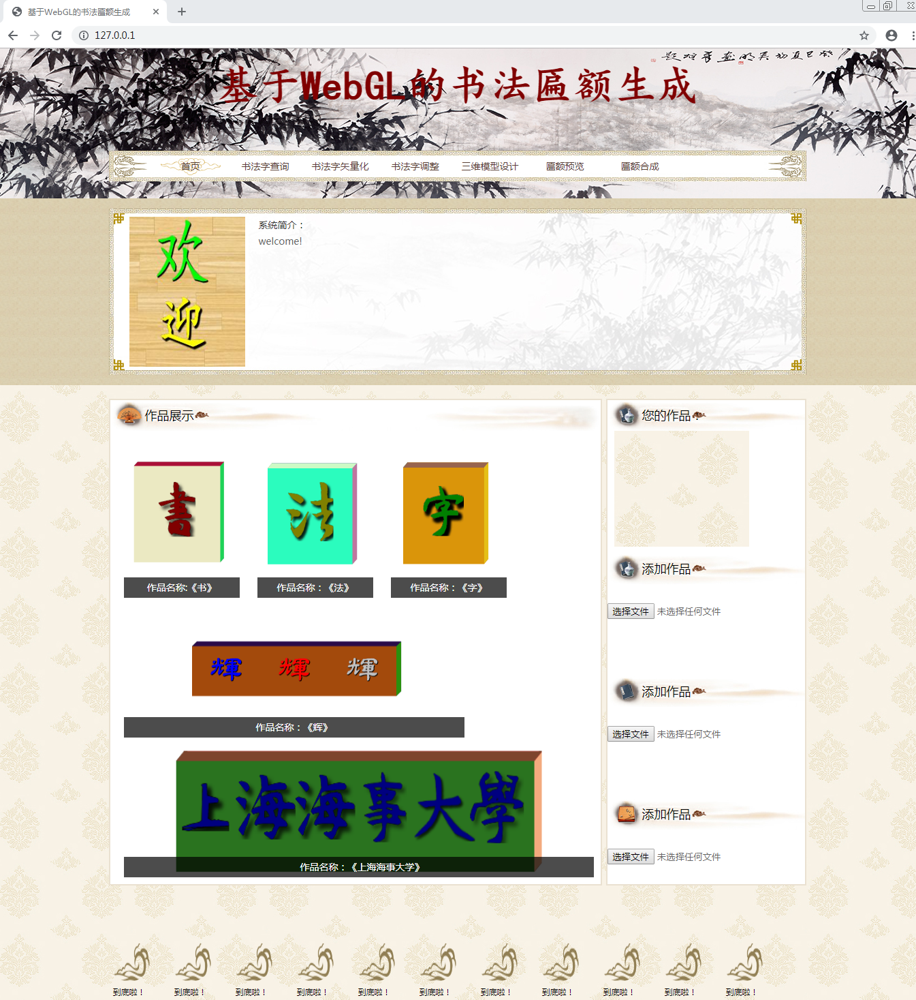 基于WebGL的书法匾额生成
127.0.0.1
基于WebGL的书法匾额生成
首页 书法字查询 书法字矢量化 书法字调整 三维模型设计 匾额预览 匾额合成
欢
迎
系统简介：
welcome!
作品展示
書
法
字
作品名称:《书》
作品名称：《法》
作品名称：《字》
輝 輝 輝
作品名称：《辉》
上海海事大學
作品名称：《上海海事大学》
您的作品：
添加作品
选择文件 未选择任何文件
添加作品
选择文件 未选择任何文件
添加作品
选择文件 未选择任何文件
到底啦！ 到底啦！ 到底啦！ 到底啦！ 到底啦！ 到底啦！ 到底啦！ 到底啦！ 到底啦！ 到底啦！ 到底啦！